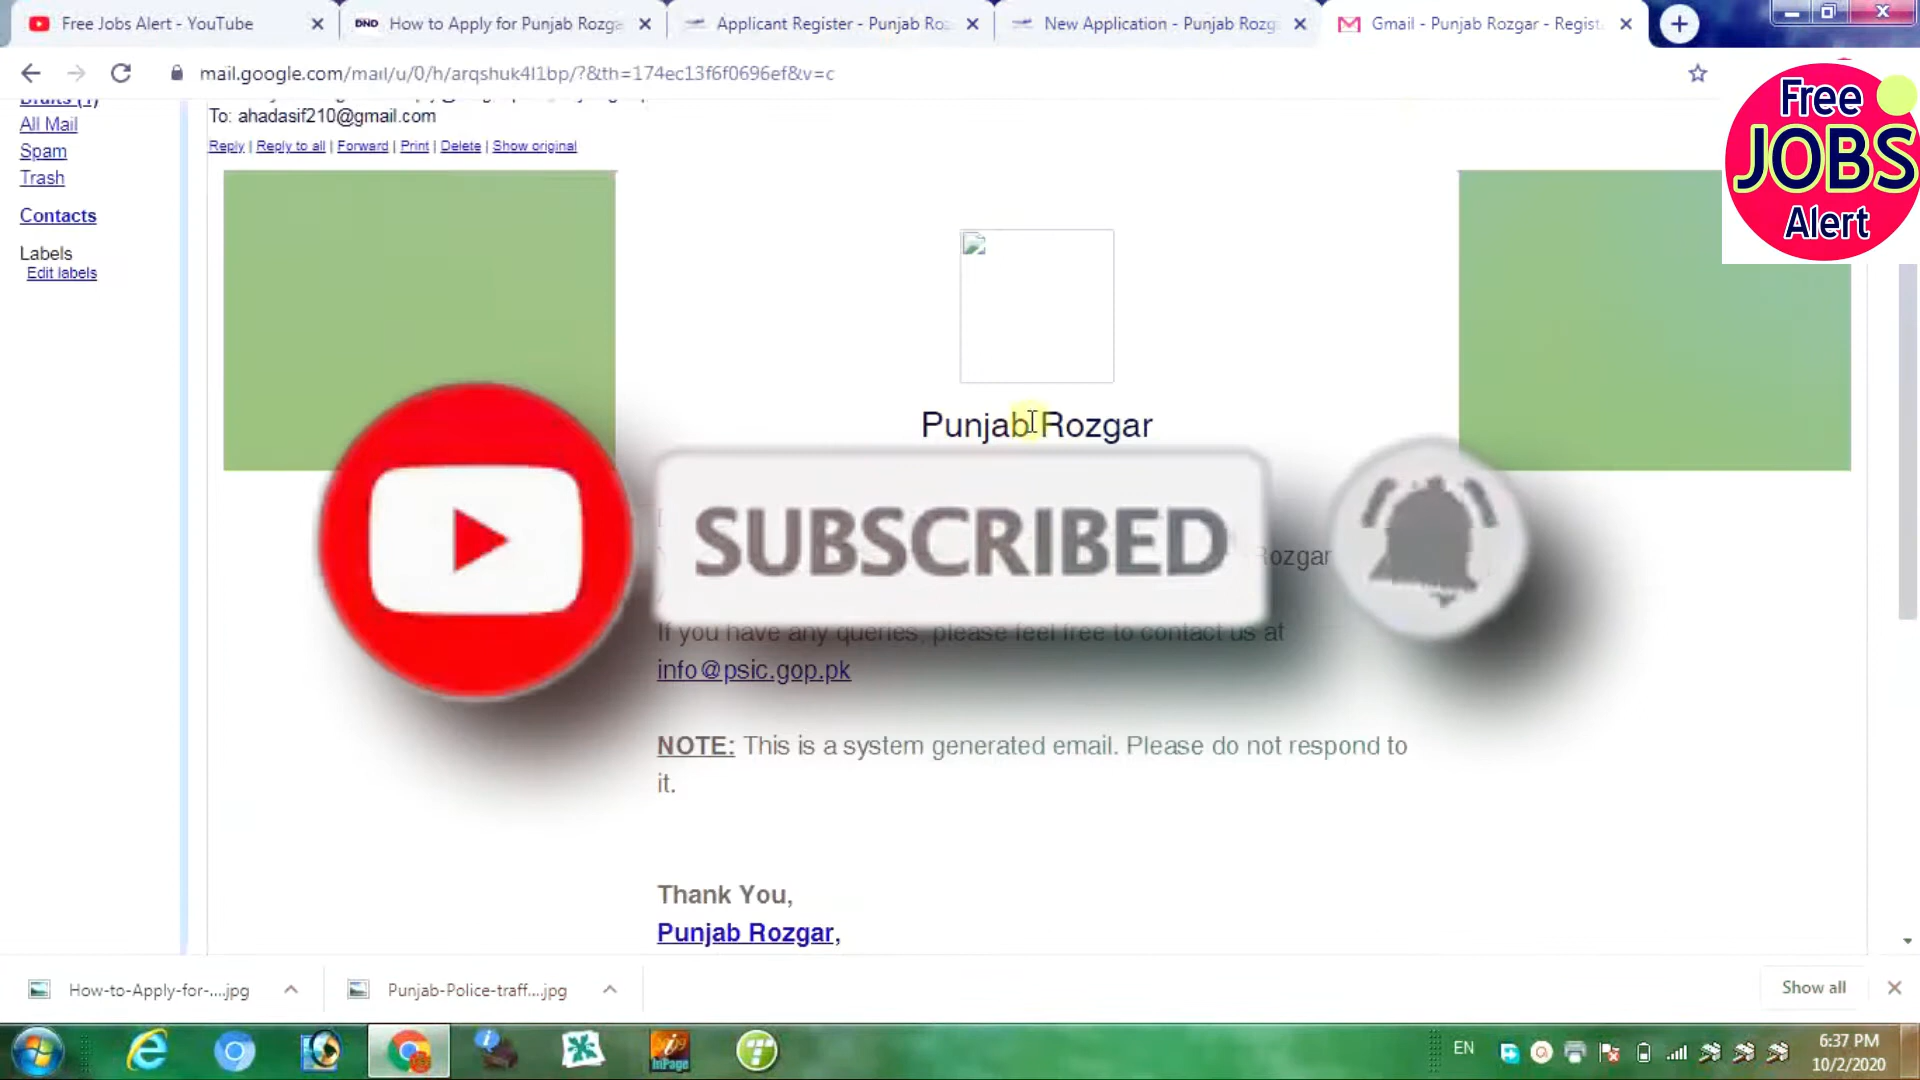 Free Jobs Alert - YouTube
How to Apply for Punjab Rozga
Applicant Register - Punjab Roz
New Application - Punjab Rozg
Gmail - Punjab Rozgar - Regist
mail.google.com/mail/u/0/h/arqshuk4l1bp/?&th=174ec13f6f0696ef&v=c
Free
JOBS
Alert
Drafts (1)
All Mail
Spam
Trash
Contacts
Labels
Edit labels
To: ahadasif210@gmail.com
Reply | Reply to all | Forward | Print | Delete | Show original
Punjab Rozgar
SUBSCRIBED
Rozgar
If you have any queries, please feel free to contact us at
info@psic.gop.pk
NOTE: This is a system generated email. Please do not respond to
it.
Thank You,
Punjab Rozgar,
How-to-Apply-for-....jpg
Punjab-Police-traff....jpg
Show all
InPage
EN
6:37 PM
10/2/2020